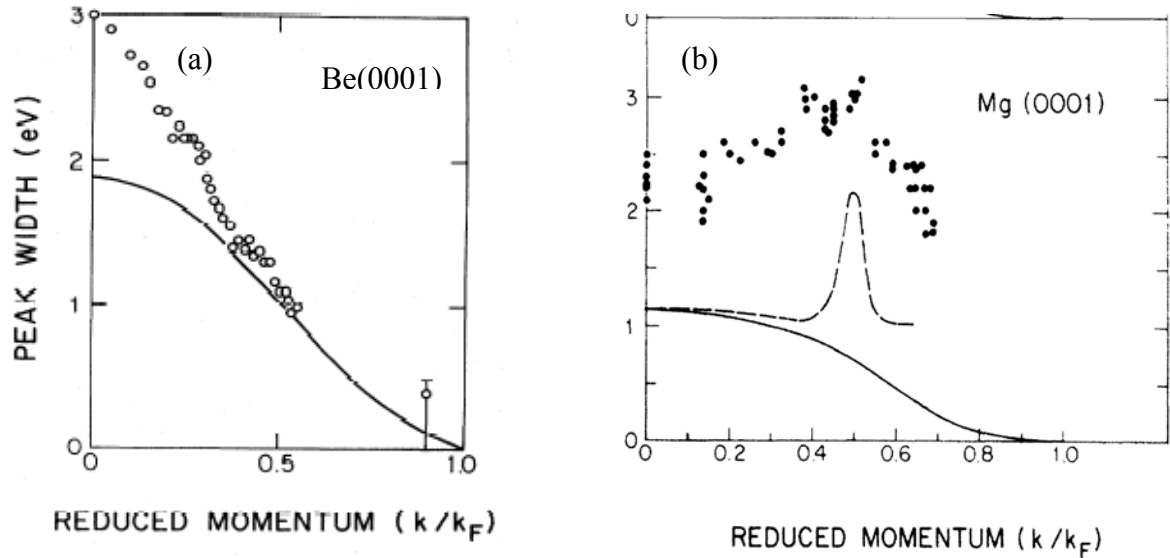 (a)
Be(0001)
PEAK WIDTH (eV)
3
2
1
0
0
0.5
1.0
REDUCED MOMENTUM (k/kF)
(b)
Mg (0001)
0
3
2
1
0
0
0.2
0.4
0.6
0.8
1.0
REDUCED MOMENTUM (k/kF)